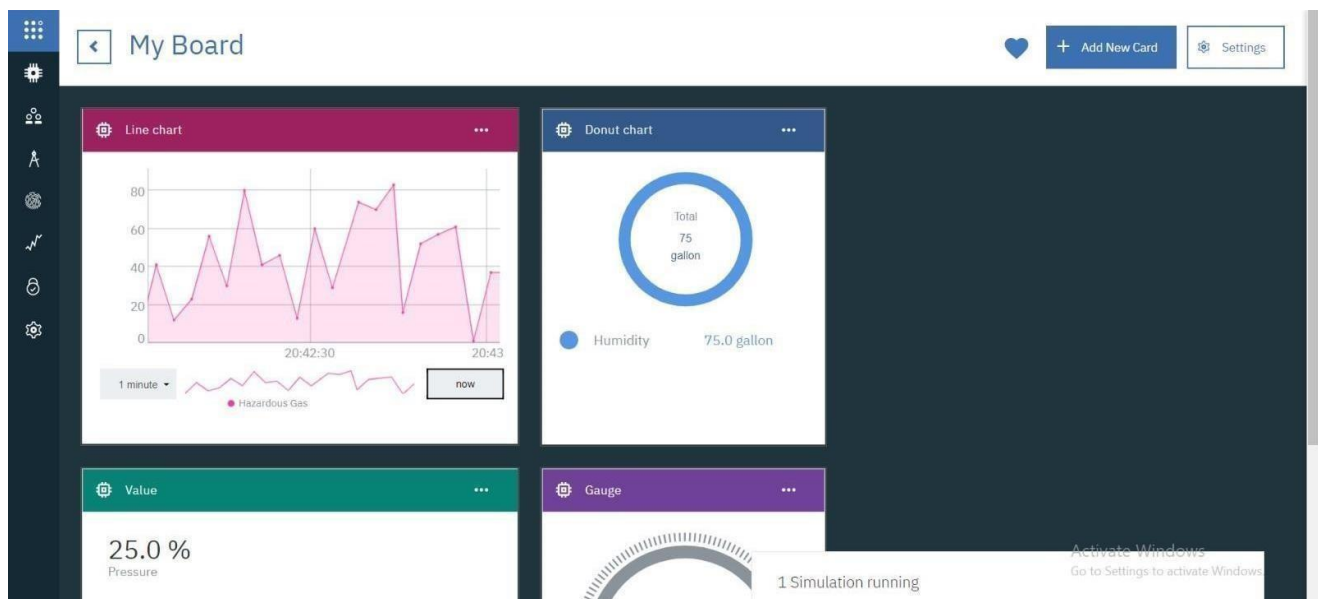 My Board
+ Add New Card
Settings
Line chart
80
60
40
20
0
20:42:30
20:43
1 minute
now
Hazardous Gas
Donut chart
Total
75
gallon
Humidity
75.0 gallon
Value
25.0 %
Pressure
Gauge
1 Simulation running
Activate Windows
Go to Settings to activate Windows.